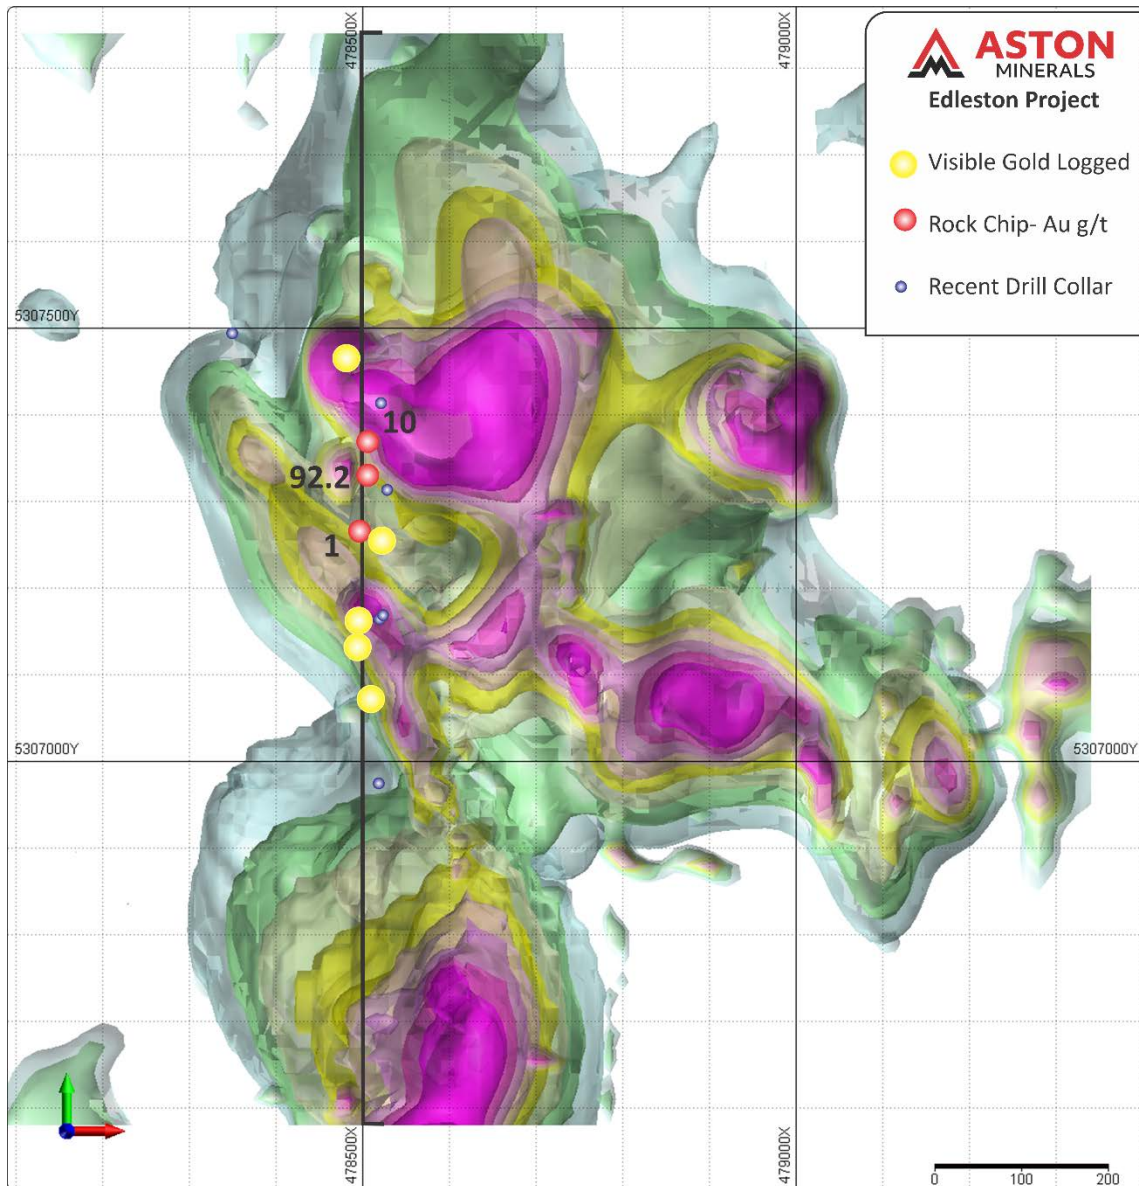 478500X
479000X
ASTON
MINERALS
Edleston Project
Visible Gold Logged
Rock Chip- Au g/t
Recent Drill Collar
5307500Y
10
92.2
1
5307000Y
5307000Y
478500X
479000X
0 100 200